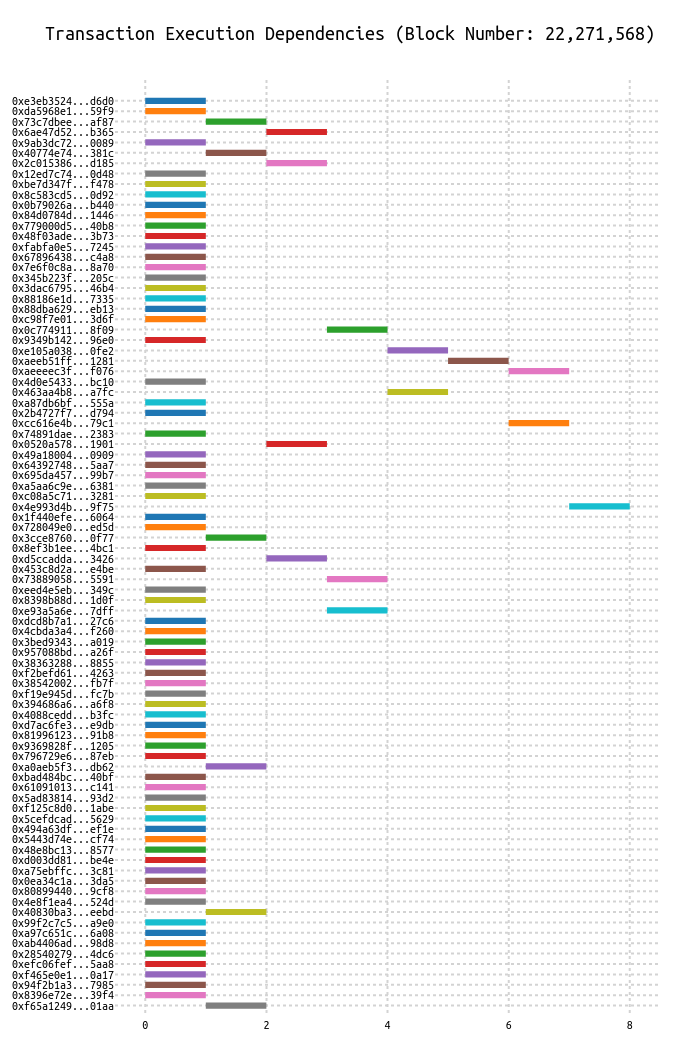 Transaction Execution Dependencies (Block Number: 22,271,568)
0xe3eb3524...d6d0
0xda5968e1...59f9
0x73c7dbee...af87
0x6ae47d52...b365
0x9ab3dc72...0089
0x40774e74...381c
0x2c015386...d185
0x12ed7c74...0d48
0xbe7d347f...f478
0x8c583cd5...0d92
0x0b79026a...b440
0x84d0784d...1446
0x779000d5...40b8
0x48f03ade...3b73
0xfabfa0e5...7245
0x67896438...c4a8
0x7e6f0c8a...8a70
0x345b223f...205c
0x3dac6795...46b4
0x88186e1d...7335
0x88dba629...eb13
0xc98f7e01...3d6f
0x0c774911...8f09
0x9349b142...96e0
0xe105a038...0fe2
0xaeeb51ff...1281
0xaeeeec3f...f076
0x4d0e5433...bc10
0x463aa4b8...a7fc
0xa87db6bf...555a
0x2b4727f7...d794
0xcc616e4b...79c1
0x74891dae...2383
0x0520a578...1901
0x49a18004...0909
0x64392748...5aa7
0x695da457...99b7
0xa5aa6c9e...6381
0xc08a5c71...3281
0x4e993d4b...9f75
0x1f440efe...6064
0x728049e0...ed5d
0x3cce8760...0f77
0x8ef3b1ee...4bc1
0xd5ccadda...3426
0x453c8d2a...e4be
0x73889058...5591
0xeed4e5eb...349c
0x8398b88d...1d0f
0xe93a5a6e...7dff
0xdcd8b7a1...27c6
0x4cbda3a4...f260
0x3bed9343...a019
0x957088bd...a26f
0x38363288...8855
0xf2befd61...4263
0x38542002...fb7f
0xf19e945d...fc7b
0x394686a6...a6f8
0x4088cedd...b3fc
0xd7ac6fe3...e9db
0x81996123...91b8
0x9369828f...1205
0x796729e6...87eb
0xa0aeb5f3...db62
0xbad484bc...40bf
0x61091013...c141
0x5ad83814...93d2
0xf125c8d0...1abe
0x5cefdcad...5629
0x494a63df...ef1e
0x5443d74e...cf74
0x48e8bc13...8577
0xd003dd81...be4e
0xa75ebffc...3c81
0x0ea34c1a...3da5
0x80899440...9cf8
0x4e8f1ea4...524d
0x40830ba3...eebd
0x99f2c7c5...a9e0
0xa97c651c...6a08
0xab4406ad...98d8
0x28540279...4dc6
0xefc06fef...5aa8
0xf465e0e1...0a17
0x94f2b1a3...7985
0x8396e72e...39f4
0xf65a1249...01aa
0 2 4 6 8